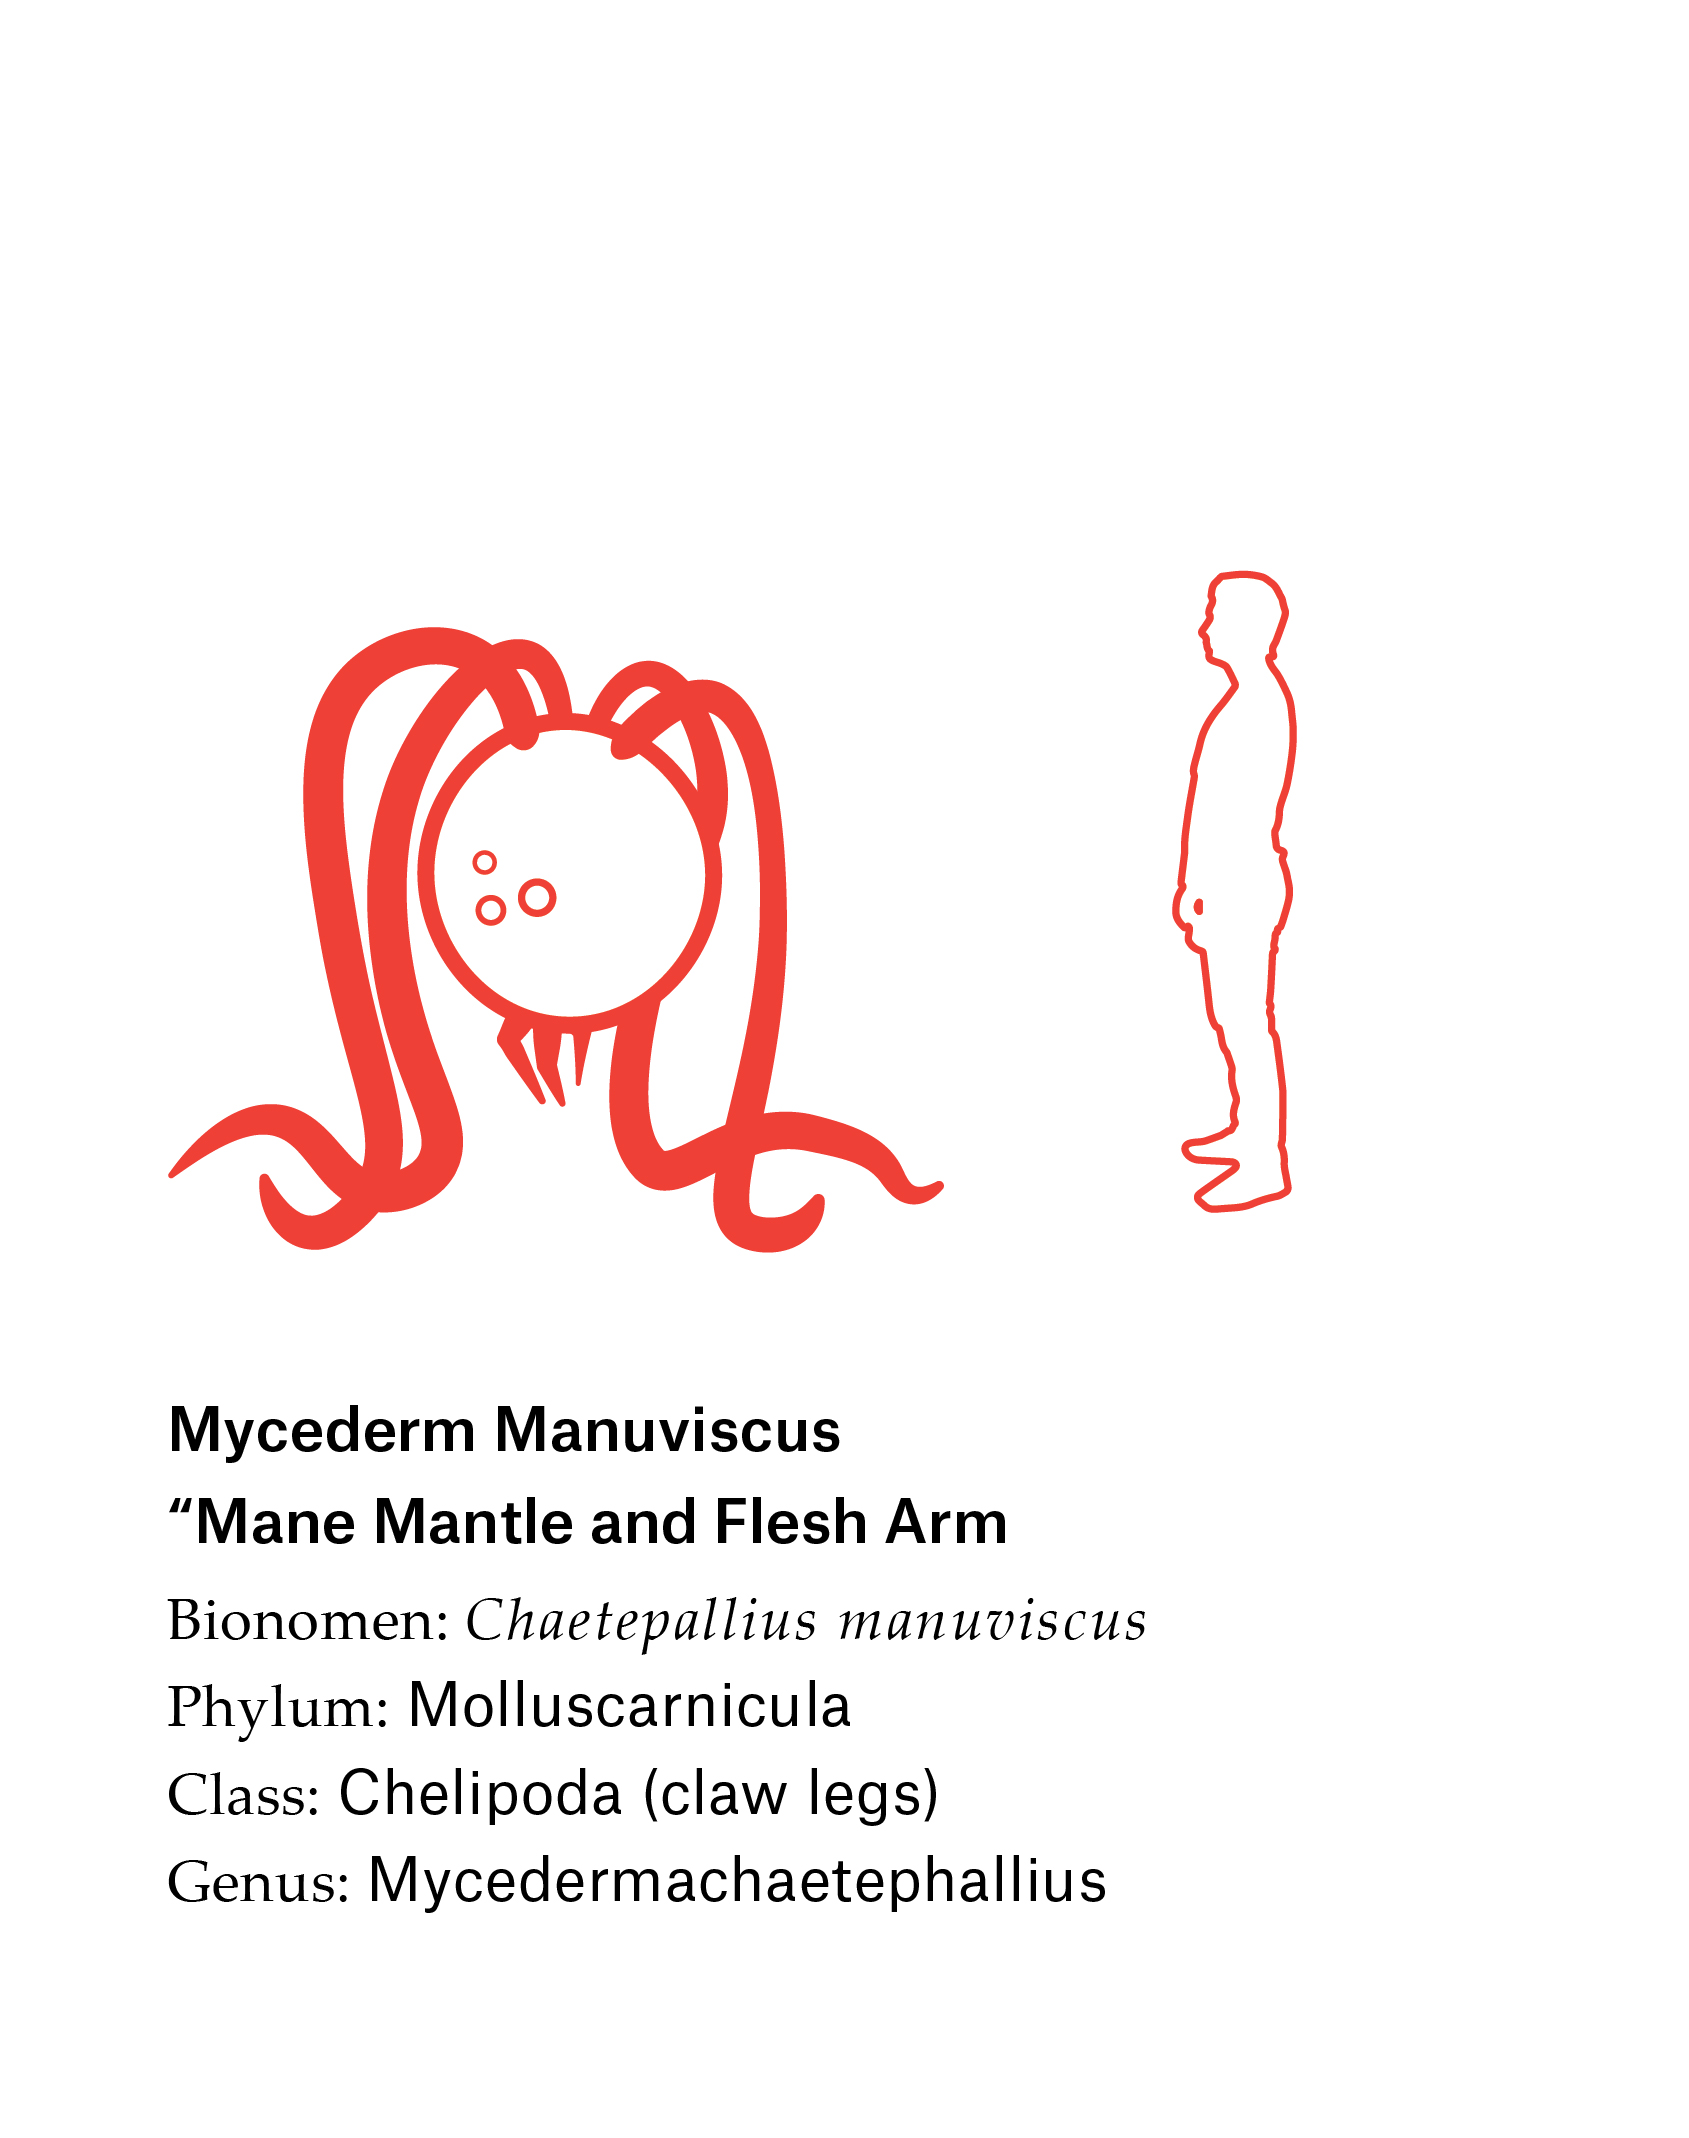 Mycederm Manuviscus
“Mane Mantle and Flesh Arm
Bionomen: Chaetepallius manuviscus
Phylum: Molluscarnicula
Class: Chelipoda (claw legs)
Genus: Mycedermachaetephallius